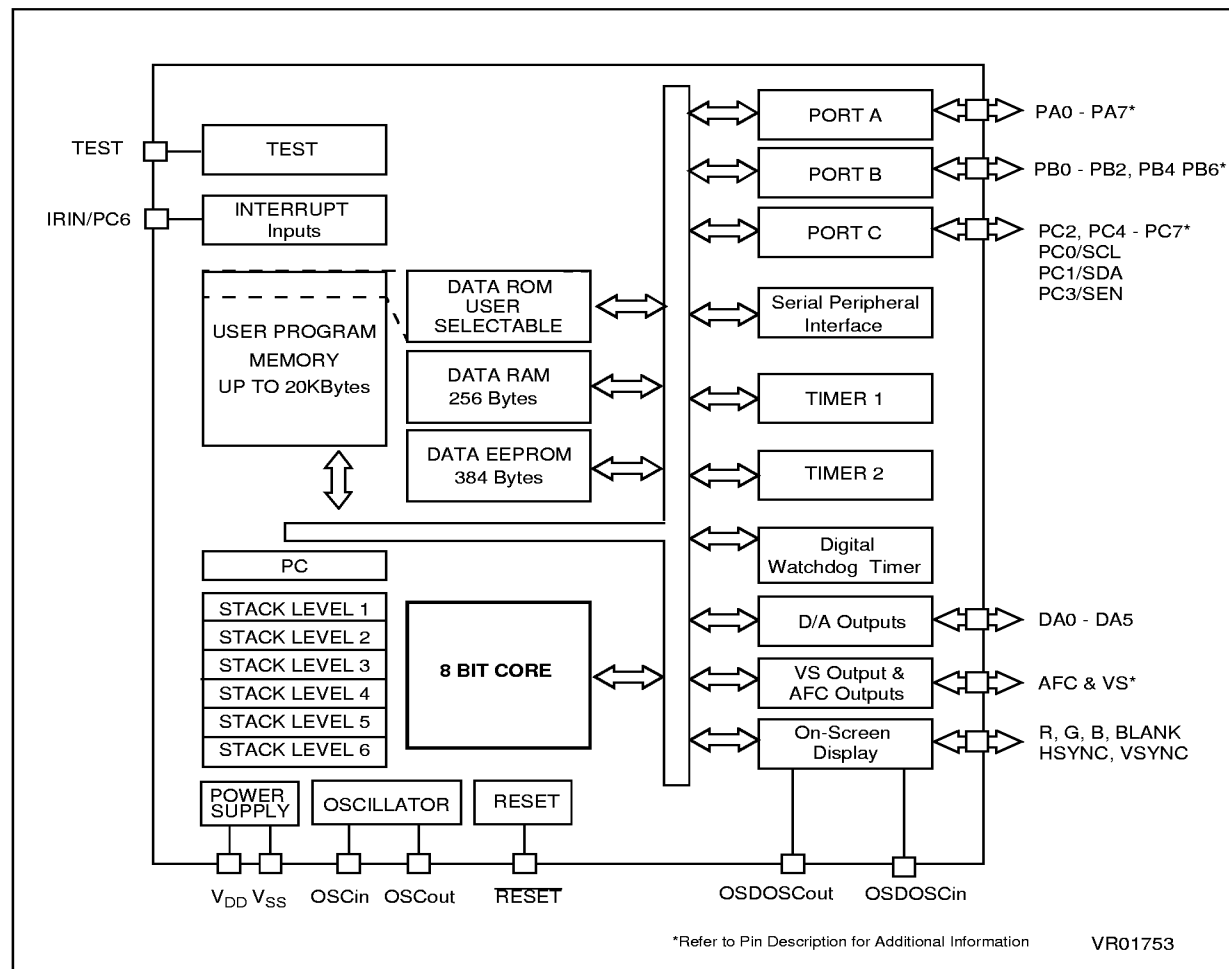 TEST
TEST
IRIN/PC6
INTERRUPT
Inputs
USER PROGRAM
MEMORY
UP TO 20KBytes
DATA ROM
USER
SELECTABLE
DATA RAM
256 Bytes
DATA EEPROM
384 Bytes
PC
STACK LEVEL 1
STACK LEVEL 2
STACK LEVEL 3
STACK LEVEL 4
STACK LEVEL 5
STACK LEVEL 6
8 BIT CORE
POWER
SUPPLY
OSCILLATOR
RESET
VDD VSS
OSCin
OSCout
RESET
PORT A
PA0 - PA7*
PORT B
PB0 - PB2, PB4 PB6*
PORT C
PC2, PC4 - PC7*
PC0/SCL
PC1/SDA
PC3/SEN
Serial Peripheral
Interface
TIMER 1
TIMER 2
Digital
Watchdog Timer
D/A Outputs
DA0 - DA5
VS Output &
AFC Outputs
AFC & VS*
On-Screen
Display
R, G, B, BLANK
HSYNC, VSYNC
OSDOSCout
OSDOSCin
*Refer to Pin Description for Additional Information
VR01753